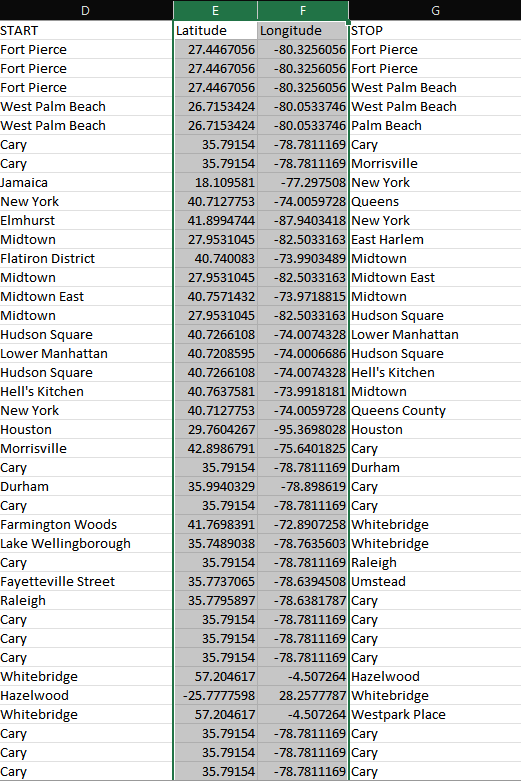 D E F G
START Latitude Longitude STOP
Fort Pierce 27.4467056 -80.3256056 Fort Pierce
Fort Pierce 27.4467056 -80.3256056 Fort Pierce
Fort Pierce 27.4467056 -80.3256056 West Palm Beach
West Palm Beach 26.7153424 -80.0533746 West Palm Beach
West Palm Beach 26.7153424 -80.0533746 Palm Beach
Cary 35.79154 -78.7811169 Cary
Cary 35.79154 -78.7811169 Morrisville
Jamaica 18.109581 -77.297508 New York
New York 40.7127753 -74.0059728 Queens
Elmhurst 41.8994744 -87.9403418 New York
Midtown 27.9531045 -82.5033163 East Harlem
Flatiron District 40.740083 -73.9903489 Midtown
Midtown 27.9531045 -82.5033163 Midtown East
Midtown East 40.7571432 -73.9718815 Midtown
Midtown 27.9531045 -82.5033163 Hudson Square
Hudson Square 40.7266108 -74.0074328 Lower Manhattan
Lower Manhattan 40.7208595 -74.0006686 Hudson Square
Hudson Square 40.7266108 -74.0074328 Hell's Kitchen
Hell's Kitchen 40.7637581 -73.9918181 Midtown
New York 40.7127753 -74.0059728 Queens County
Houston 29.7604267 -95.3698028 Houston
Morrisville 42.8986791 -75.6401825 Cary
Cary 35.79154 -78.7811169 Durham
Durham 35.9940329 -78.898619 Cary
Cary 35.79154 -78.7811169 Cary
Farmington Woods 41.7698391 -72.8907258 Whitebridge
Lake Wellingborough 35.7489038 -78.7635603 Whitebridge
Cary 35.79154 -78.7811169 Raleigh
Fayetteville Street 35.7737065 -78.6394508 Umstead
Raleigh 35.7795897 -78.6381787 Cary
Cary 35.79154 -78.7811169 Cary
Cary 35.79154 -78.7811169 Cary
Cary 35.79154 -78.7811169 Cary
Whitebridge 57.204617 -4.507264 Hazelwood
Hazelwood -25.7777598 28.2577787 Whitebridge
Whitebridge 57.204617 -4.507264 Westpark Place
Cary 35.79154 -78.7811169 Cary
Cary 35.79154 -78.7811169 Cary
Cary 35.79154 -78.7811169 Cary